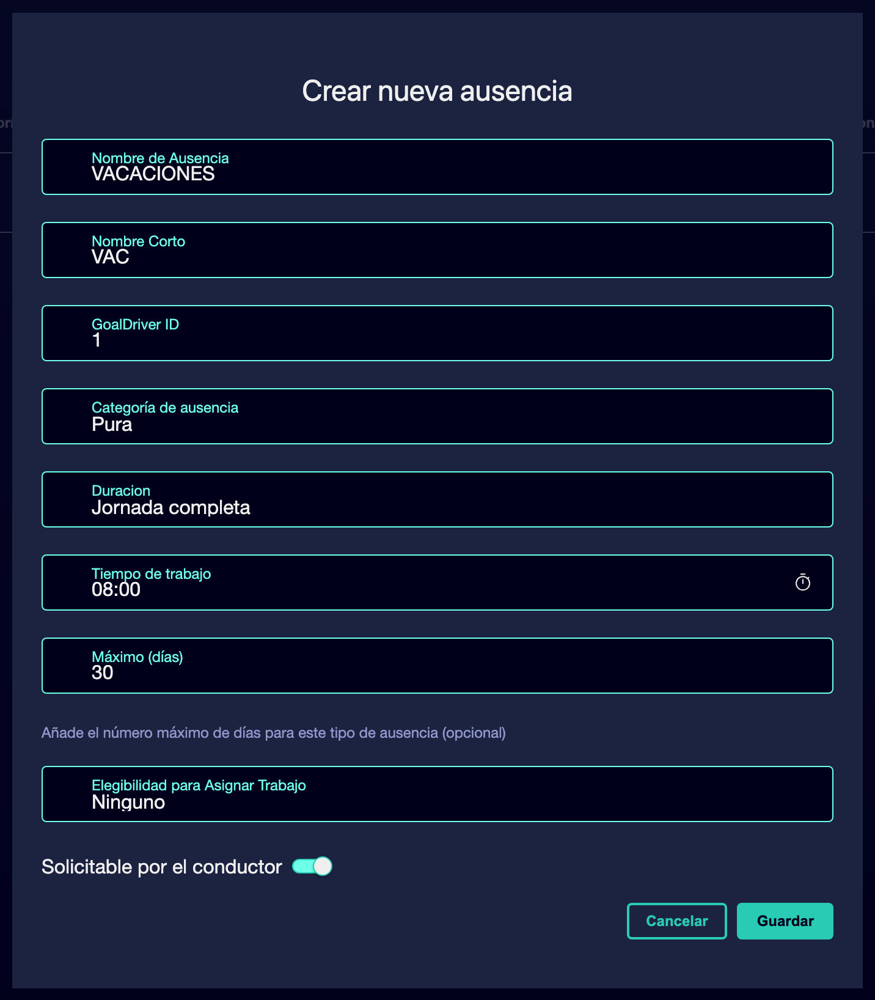 Crear nueva ausencia
Nombre de Ausencia
VACACIONES
Nombre Corto
VAC
GoalDriver ID
1
Categoría de ausencia
Pura
Duracion
Jornada completa
Tiempo de trabajo
08:00
Máximo (días)
30
Añade el número máximo de días para este tipo de ausencia (opcional)
Elegibilidad para Asignar Trabajo
Ninguno
Solicitable por el conductor
Cancelar
Guardar